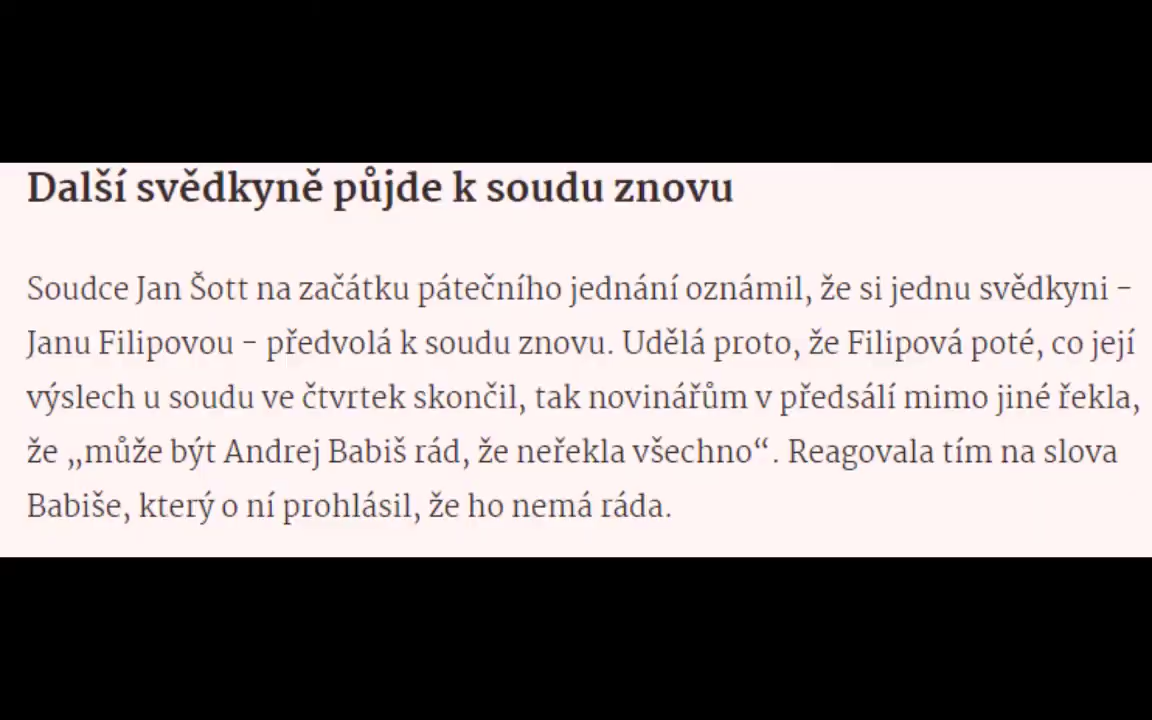 Další svědkyně půjde k soudu znovu
Soudce Jan Šott na začátku pátečního jednání oznámil, že si jednu svědkyni -
Janu Filipovou - předvolá k soudu znovu. Udělá proto, že Filipová poté, co její
výslech u soudu ve čtvrtek skončil, tak novinářům v předsálí mimo jiné řekla,
že „může být Andrej Babiš rád, že neřekla všechno“. Reagovala tím na slova
Babiše, který o ní prohlásil, že ho nemá ráda.